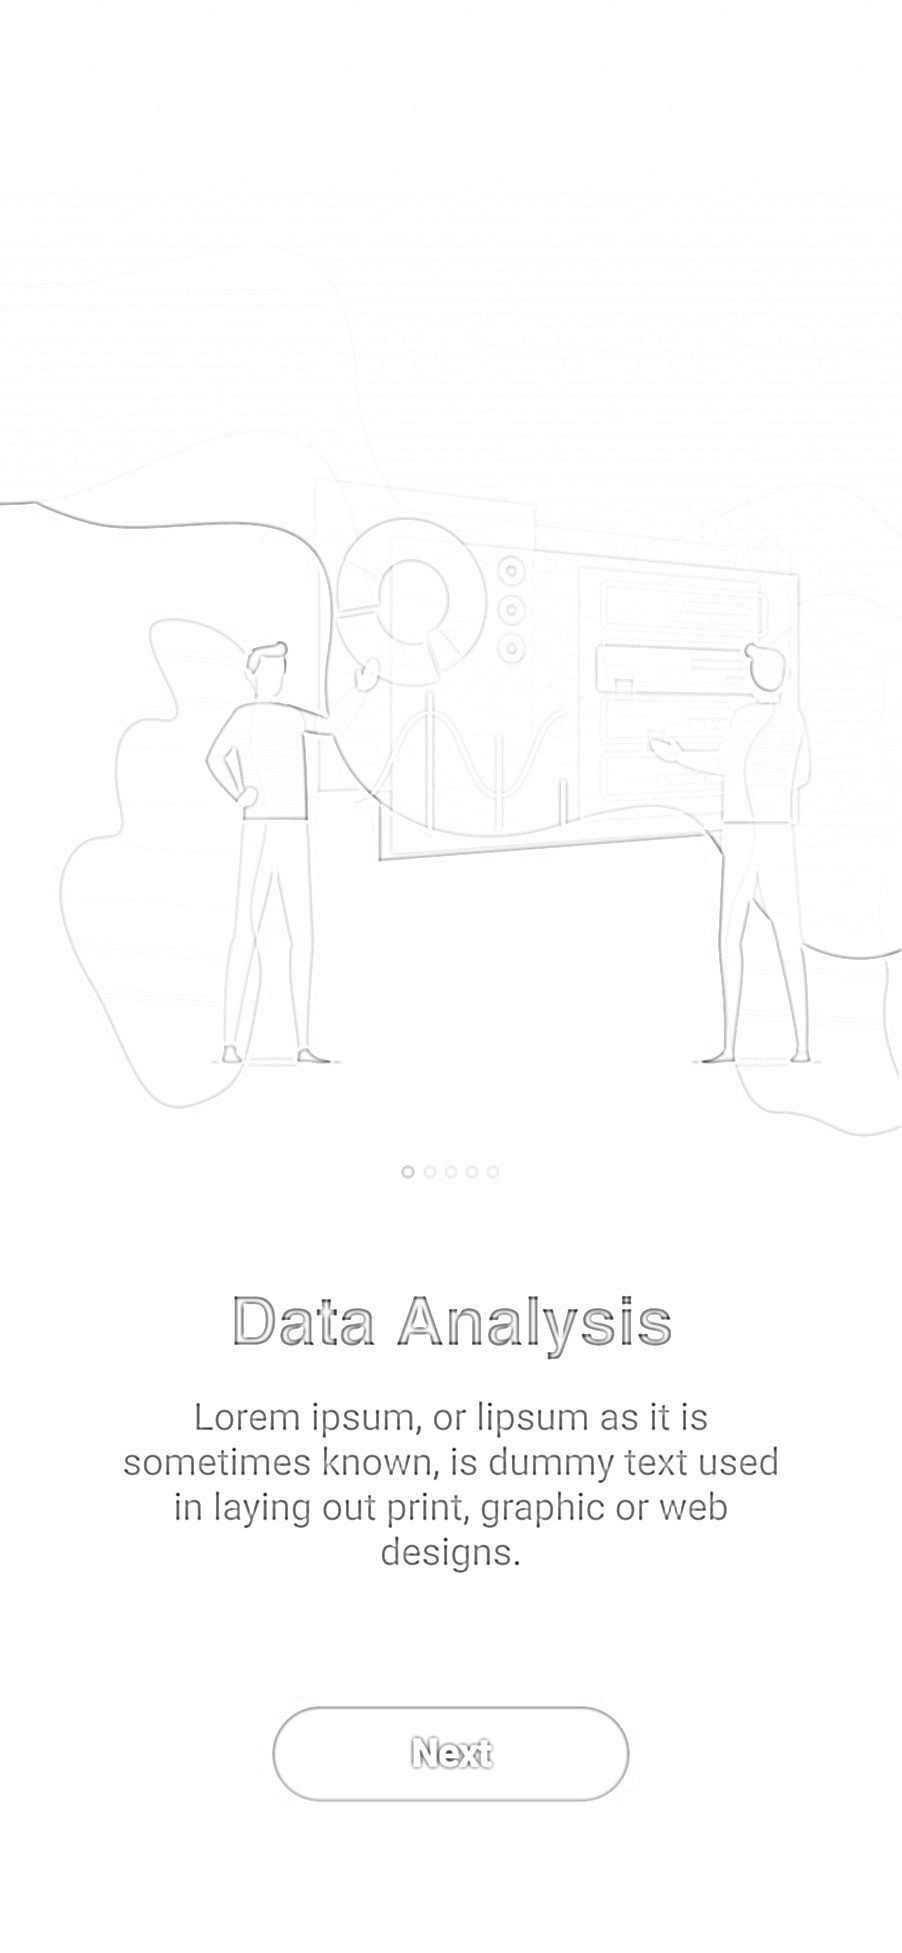 Data Analysis
Lorem ipsum, or lipsum as it is
sometimes known, is dummy text used
in laying out print, graphic or web
designs.
Next